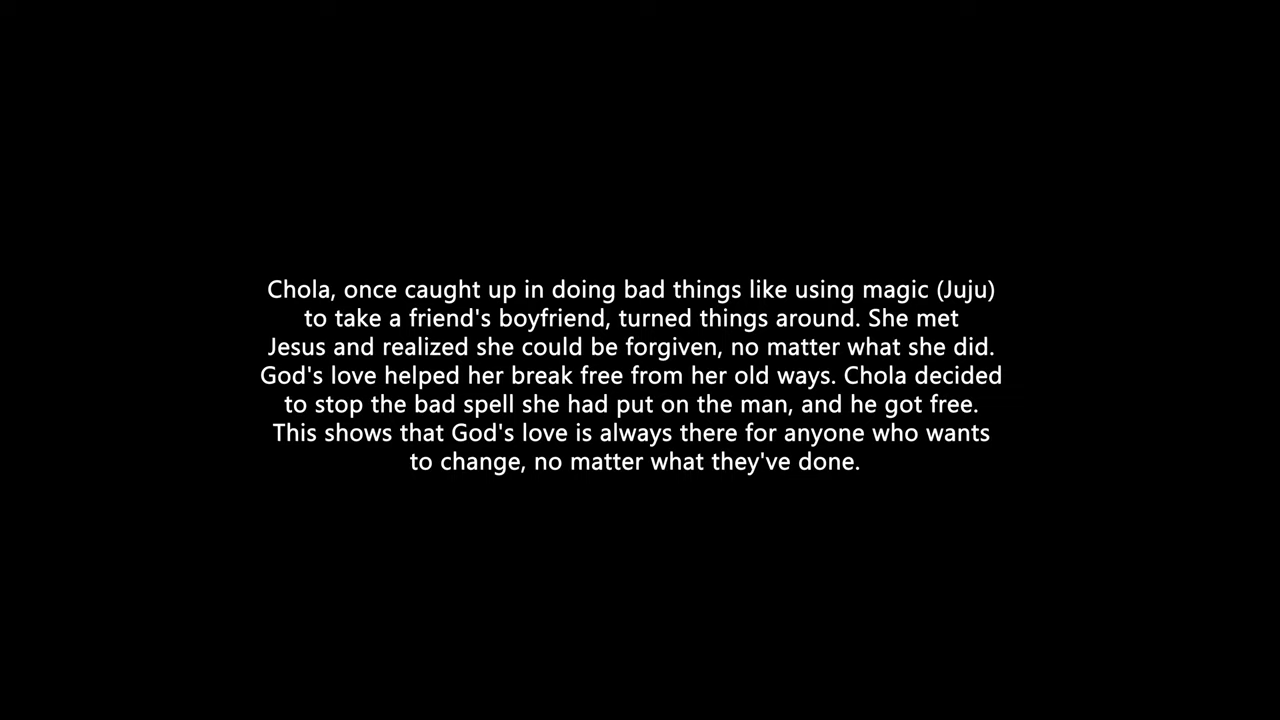 Chola, once caught up in doing bad things like using magic (Juju)
to take a friend's boyfriend, turned things around. She met
Jesus and realized she could be forgiven, no matter what she did.
God's love helped her break free from her old ways. Chola decided
to stop the bad spell she had put on the man, and he got free.
This shows that God's love is always there for anyone who wants
to change, no matter what they've done.